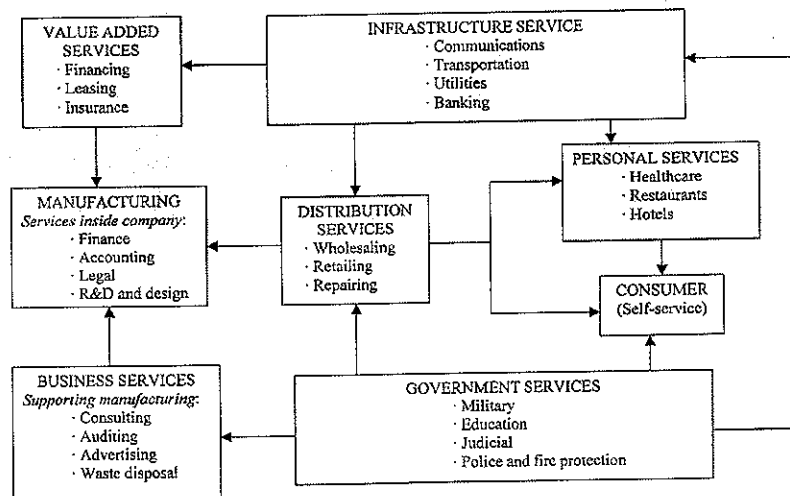 VALUE ADDED
SERVICES
· Financing
· Leasing
· Insurance
INFRASTRUCTURE SERVICE
· Communications
· Transportation
· Utilities
· Banking
PERSONAL SERVICES
· Healthcare
· Restaurants
· Hotels
MANUFACTURING
Services inside company:
· Finance
· Accounting
· Legal
· R&D and design
DISTRIBUTION
SERVICES
· Wholesaling
· Retailing
· Repairing
CONSUMER
(Self-service)
BUSINESS SERVICES
Supporting manufacturing:
· Consulting
· Auditing
· Advertising
· Waste disposal
GOVERNMENT SERVICES
· Military
· Education
· Judicial
· Police and fire protection